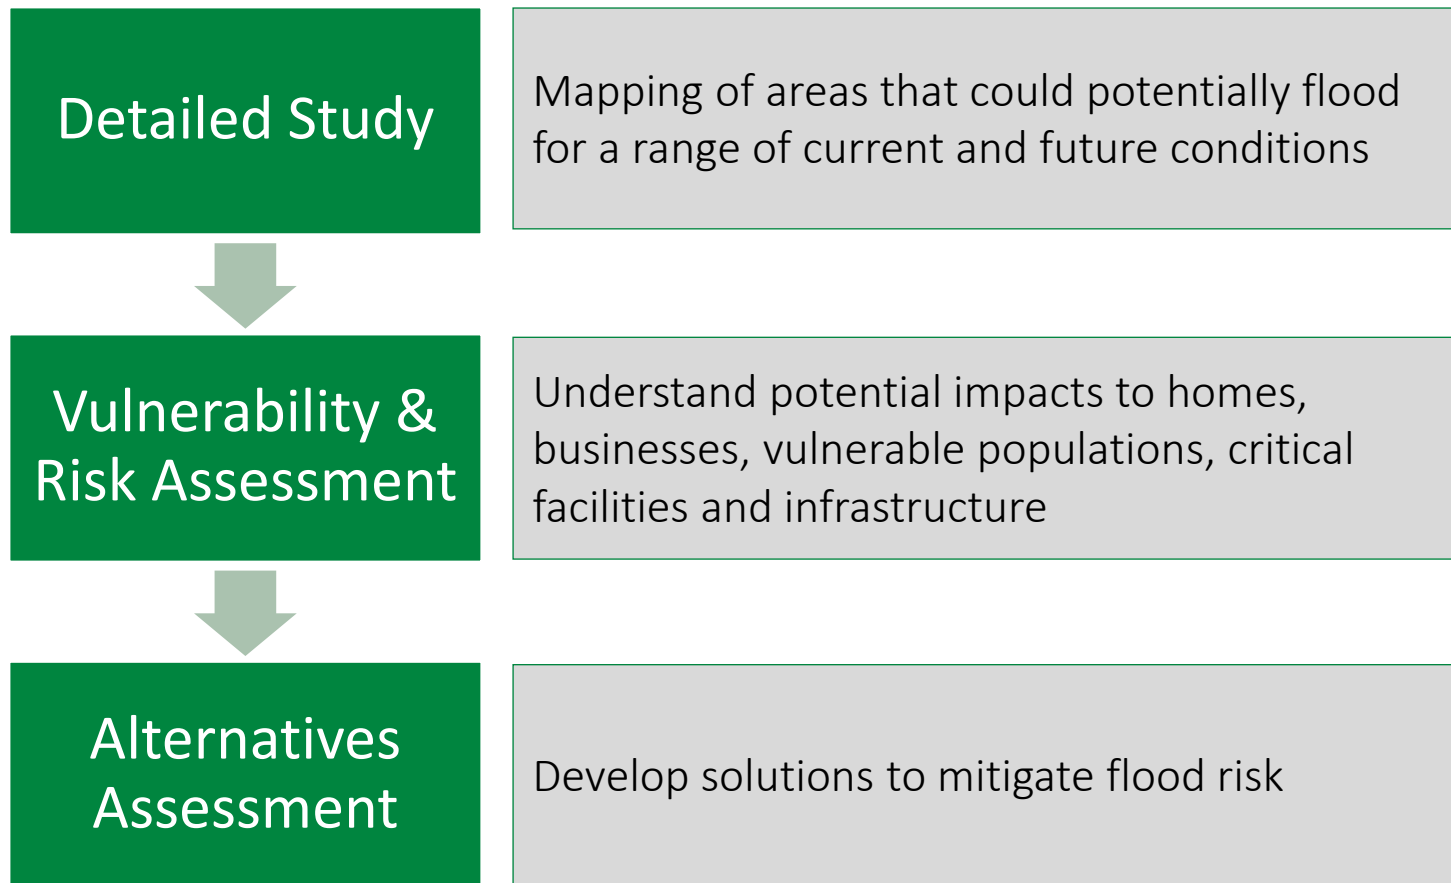 Detailed Study
Mapping of areas that could potentially flood
for a range of current and future conditions
Vulnerability &
Risk Assessment
Understand potential impacts to homes,
businesses, vulnerable populations, critical
facilities and infrastructure
Alternatives
Assessment
Develop solutions to mitigate flood risk